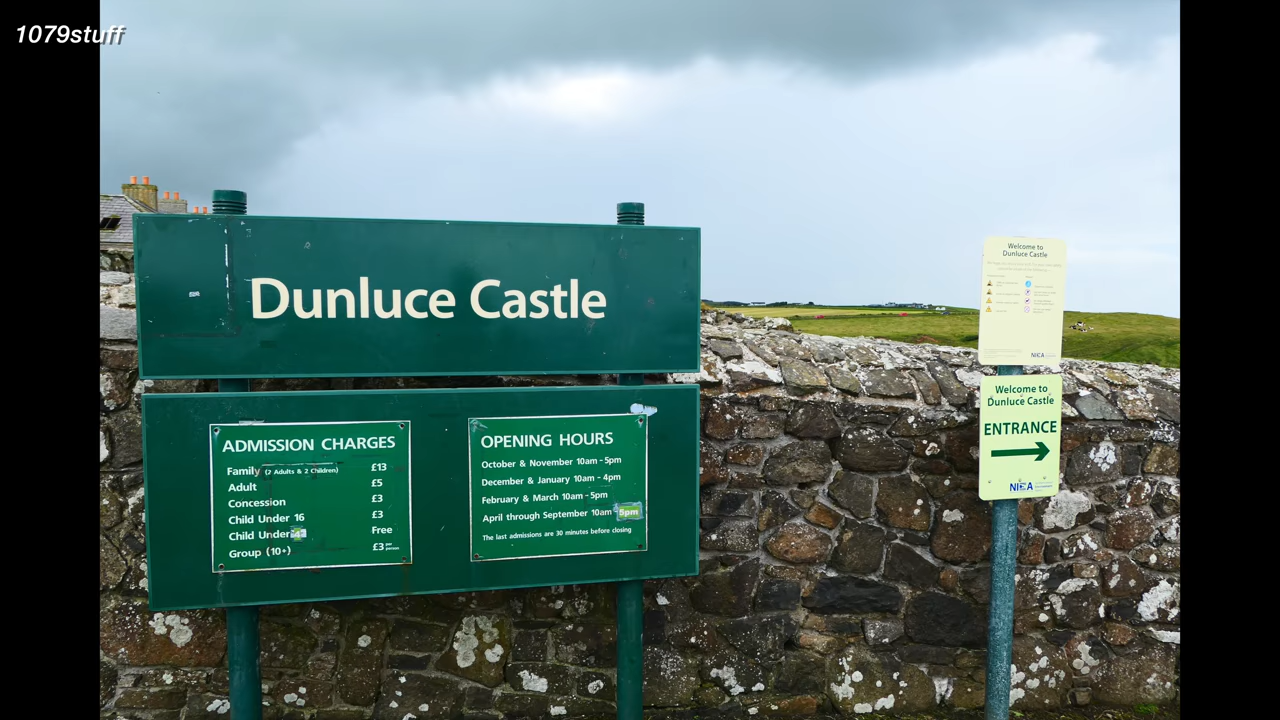 1079stuff
Dunluce Castle
ADMISSION CHARGES
Family (2 Adults & 2 Children) £13
Adult £5
Concession £3
Child Under 16 £3
Child Under Free
Group (10+) £3 per person
OPENING HOURS
October & November 10am - 5pm
December & January 10am - 4pm
February & March 10am - 5pm
April through September 10am 5pm
The last admissions are 30 minutes before closing
Welcome to
Dunluce Castle
Welcome to
Dunluce Castle
ENTRANCE